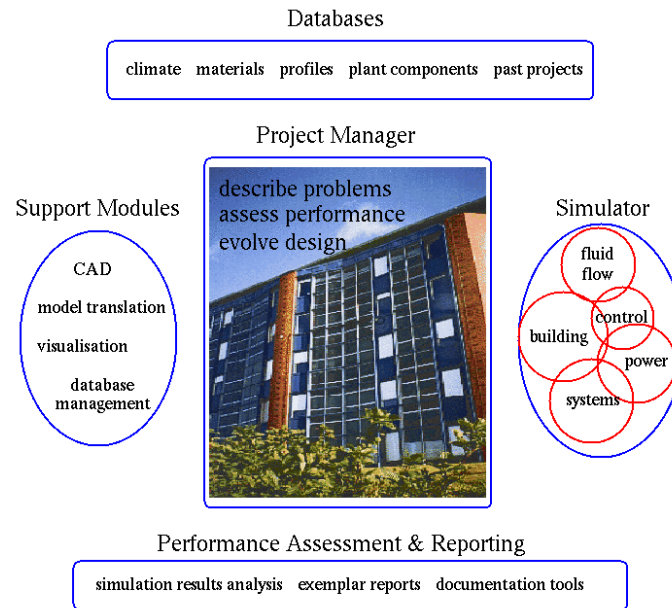 Databases
climate materials profiles plant components past projects
Project Manager
describe problems
assess performance
evolve design
Support Modules
CAD
model translation
visualisation
database
management
Simulator
fluid
flow
control
building
power
systems
Performance Assessment & Reporting
simulation results analysis exemplar reports documentation tools